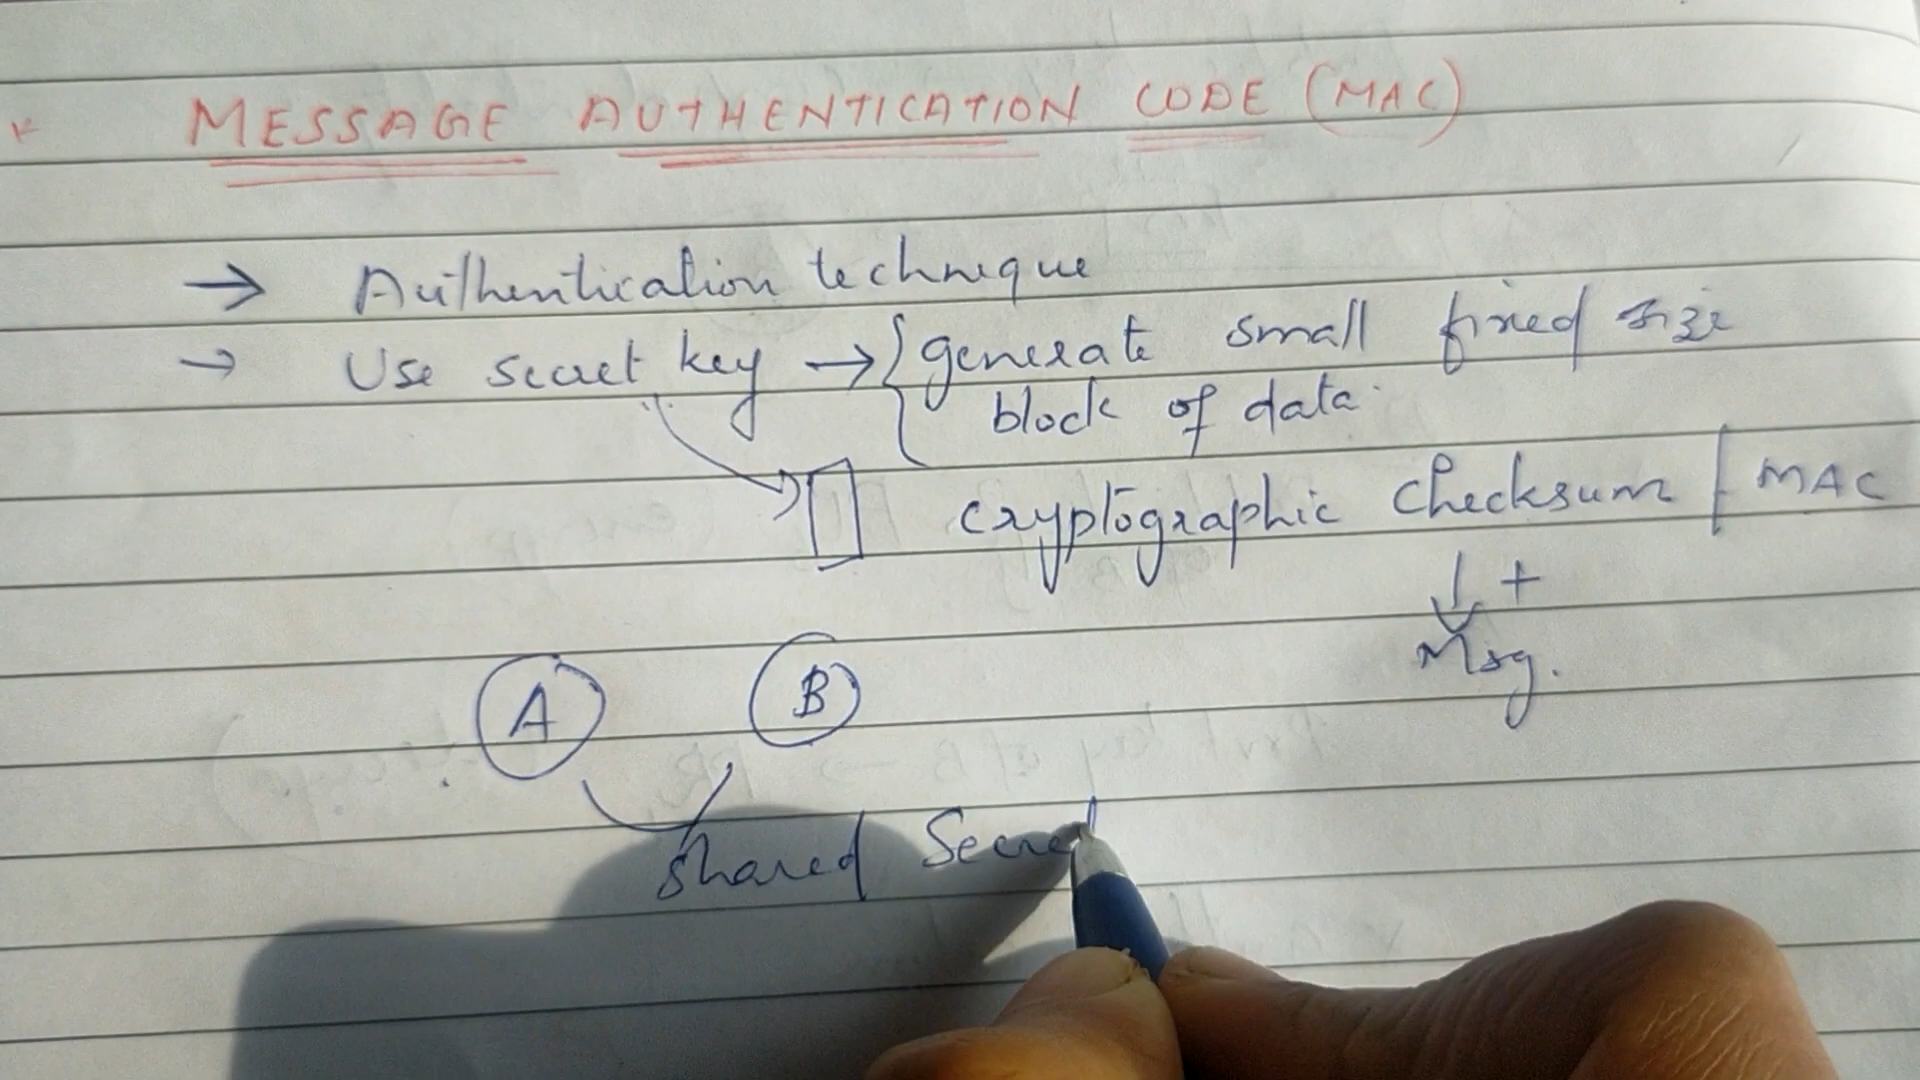 MESSAGE AUTHENTICATION CODE (MAC)
→ Authentication technique
→ Use secret key → { generate small fixed size
block of data.
cryptographic checksum / MAC
↓ +
Msg.
A B
shared Secret